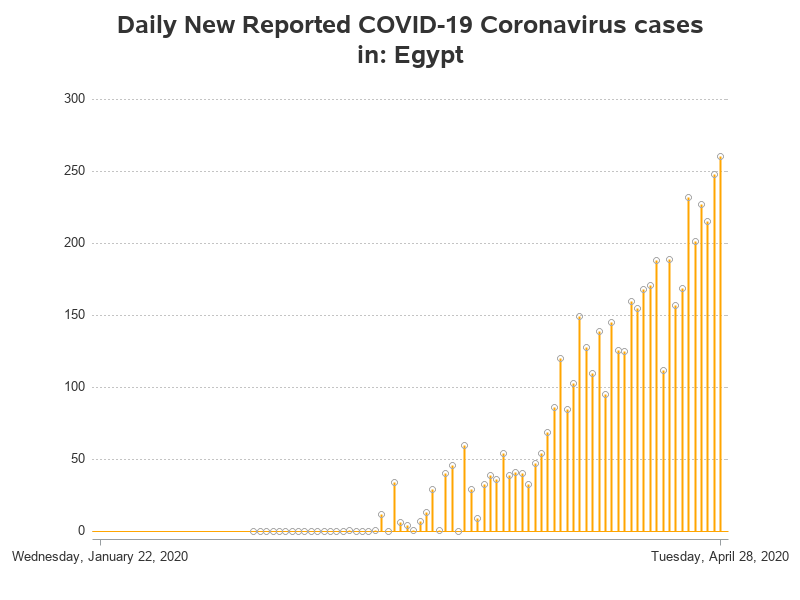 Daily New Reported COVID-19 Coronavirus cases
in: Egypt
300
250
200
150
100
50
0
Wednesday, January 22, 2020
Tuesday, April 28, 2020